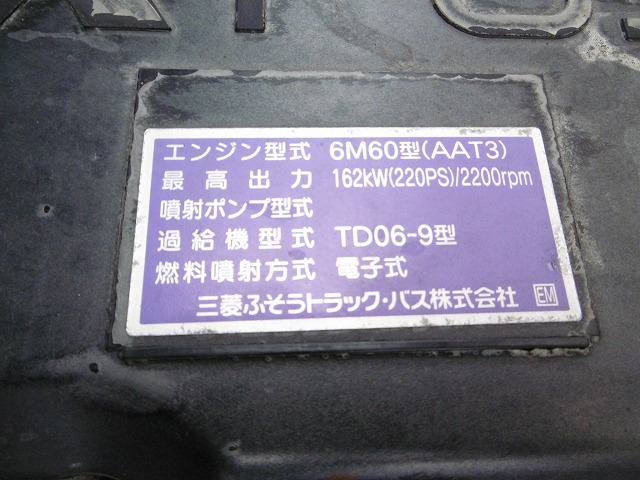 エンジン型式 6M60型(AAT3)
最高出力 162kW(220PS)/2200rpm
噴射ポンプ型式
過給機型式 TD06-9型
燃料噴射方式 電子式
三菱ふそうトラック・バス株式会社 EM